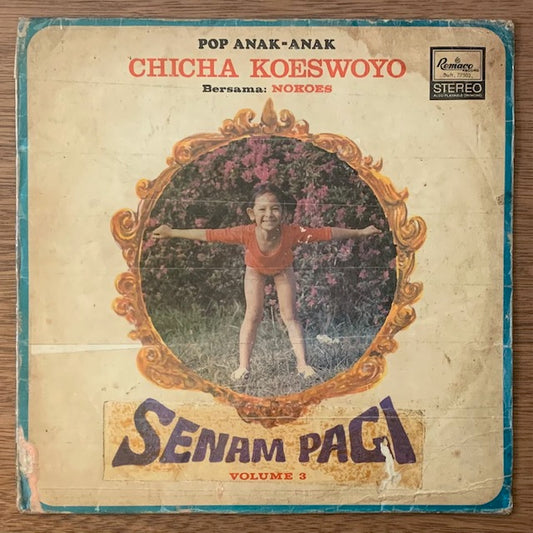 POP ANAK-ANAK
CHICHA KOESWOYO
Bersama: NOKOES
Remaco
STEREO
SENAM PAGI
VOLUME 3